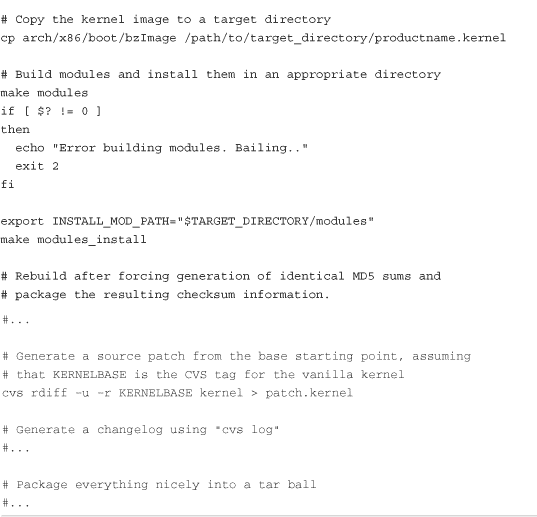 # Copy the kernel image to a target directory
cp arch/x86/boot/bzImage /path/to/target_directory/productname.kernel
# Build modules and install them in an appropriate directory
make modules
if [ $? != 0 ]
then
  echo "Error building modules. Bailing.."
  exit 2
fi
export INSTALL_MOD_PATH="$TARGET_DIRECTORY/modules"
make modules_install
# Rebuild after forcing generation of identical MD5 sums and
# package the resulting checksum information.
#...
# Generate a source patch from the base starting point, assuming
# that KERNELBASE is the CVS tag for the vanilla kernel
cvs rdiff -u -r KERNELBASE kernel > patch.kernel
# Generate a changelog using "cvs log"
#...
# Package everything nicely into a tar ball
#...